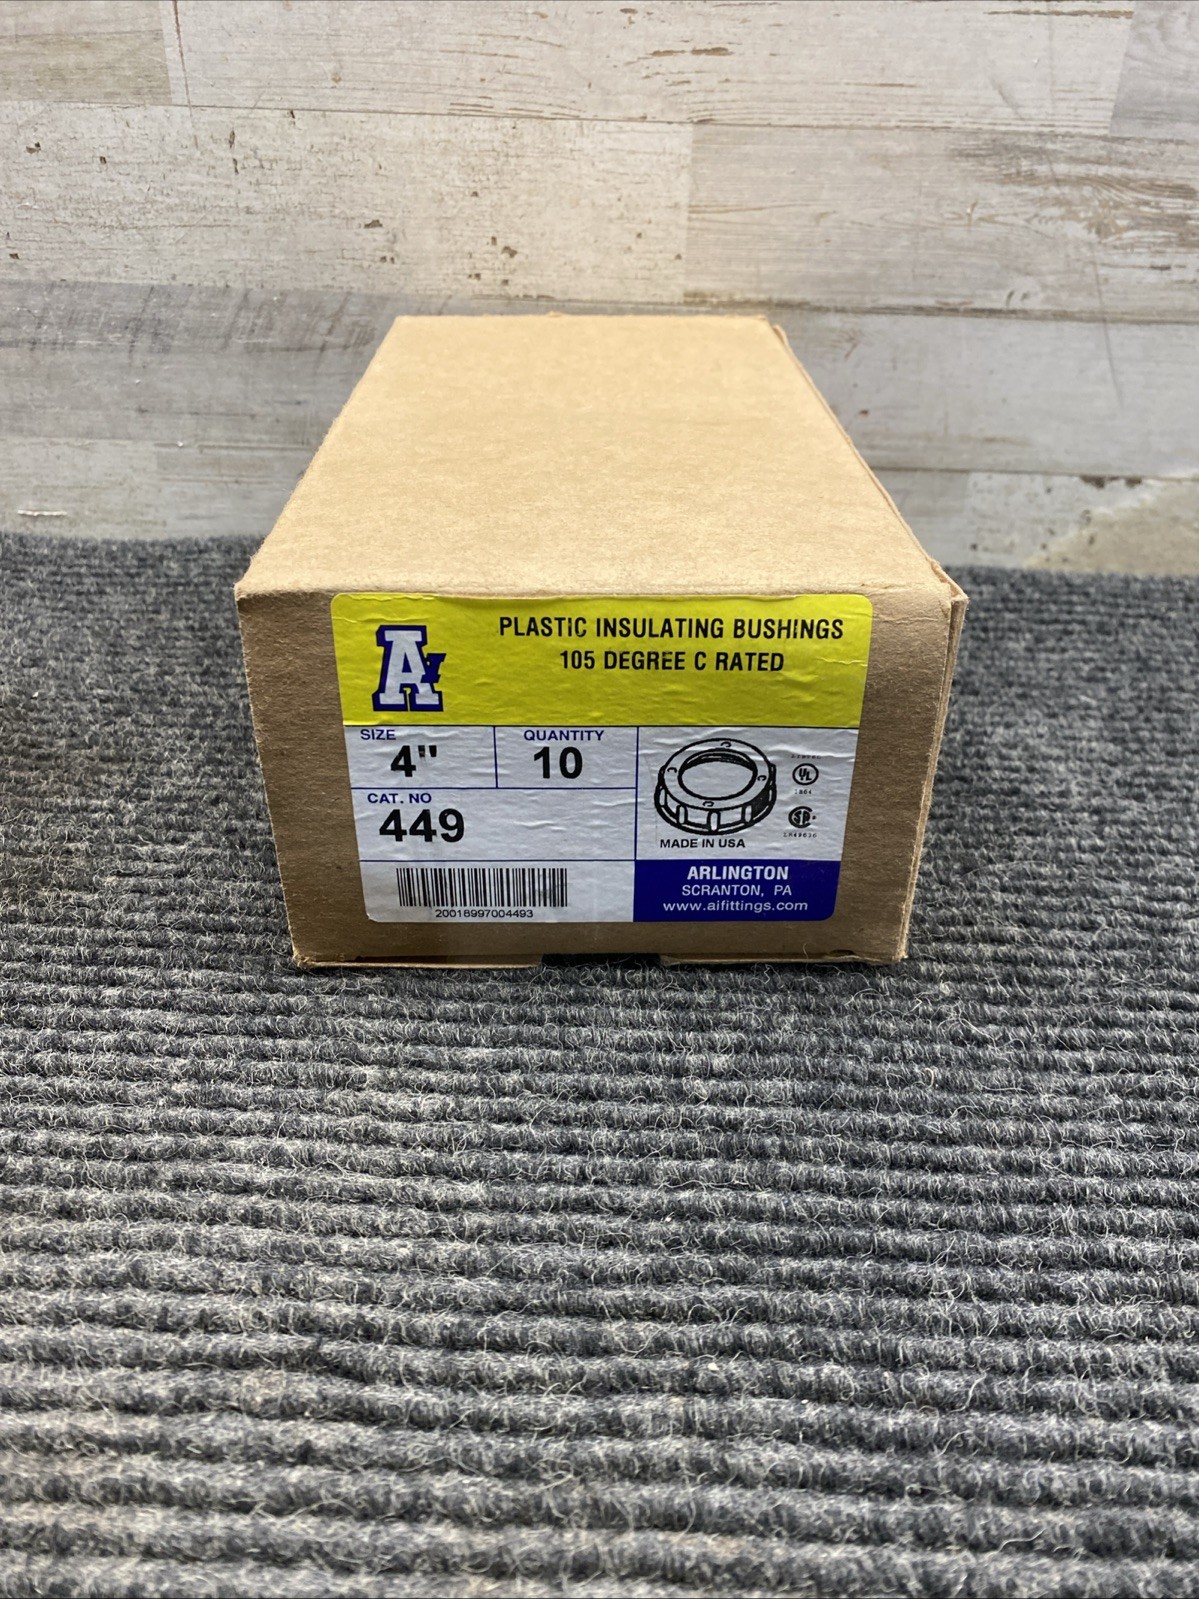 PLASTIC INSULATING BUSHINGS
105 DEGREE C RATED
SIZE
4"
QUANTITY
10
CAT. NO
449
MADE IN USA
20018997004493
ARLINGTON
SCRANTON, PA
www.aifittings.com